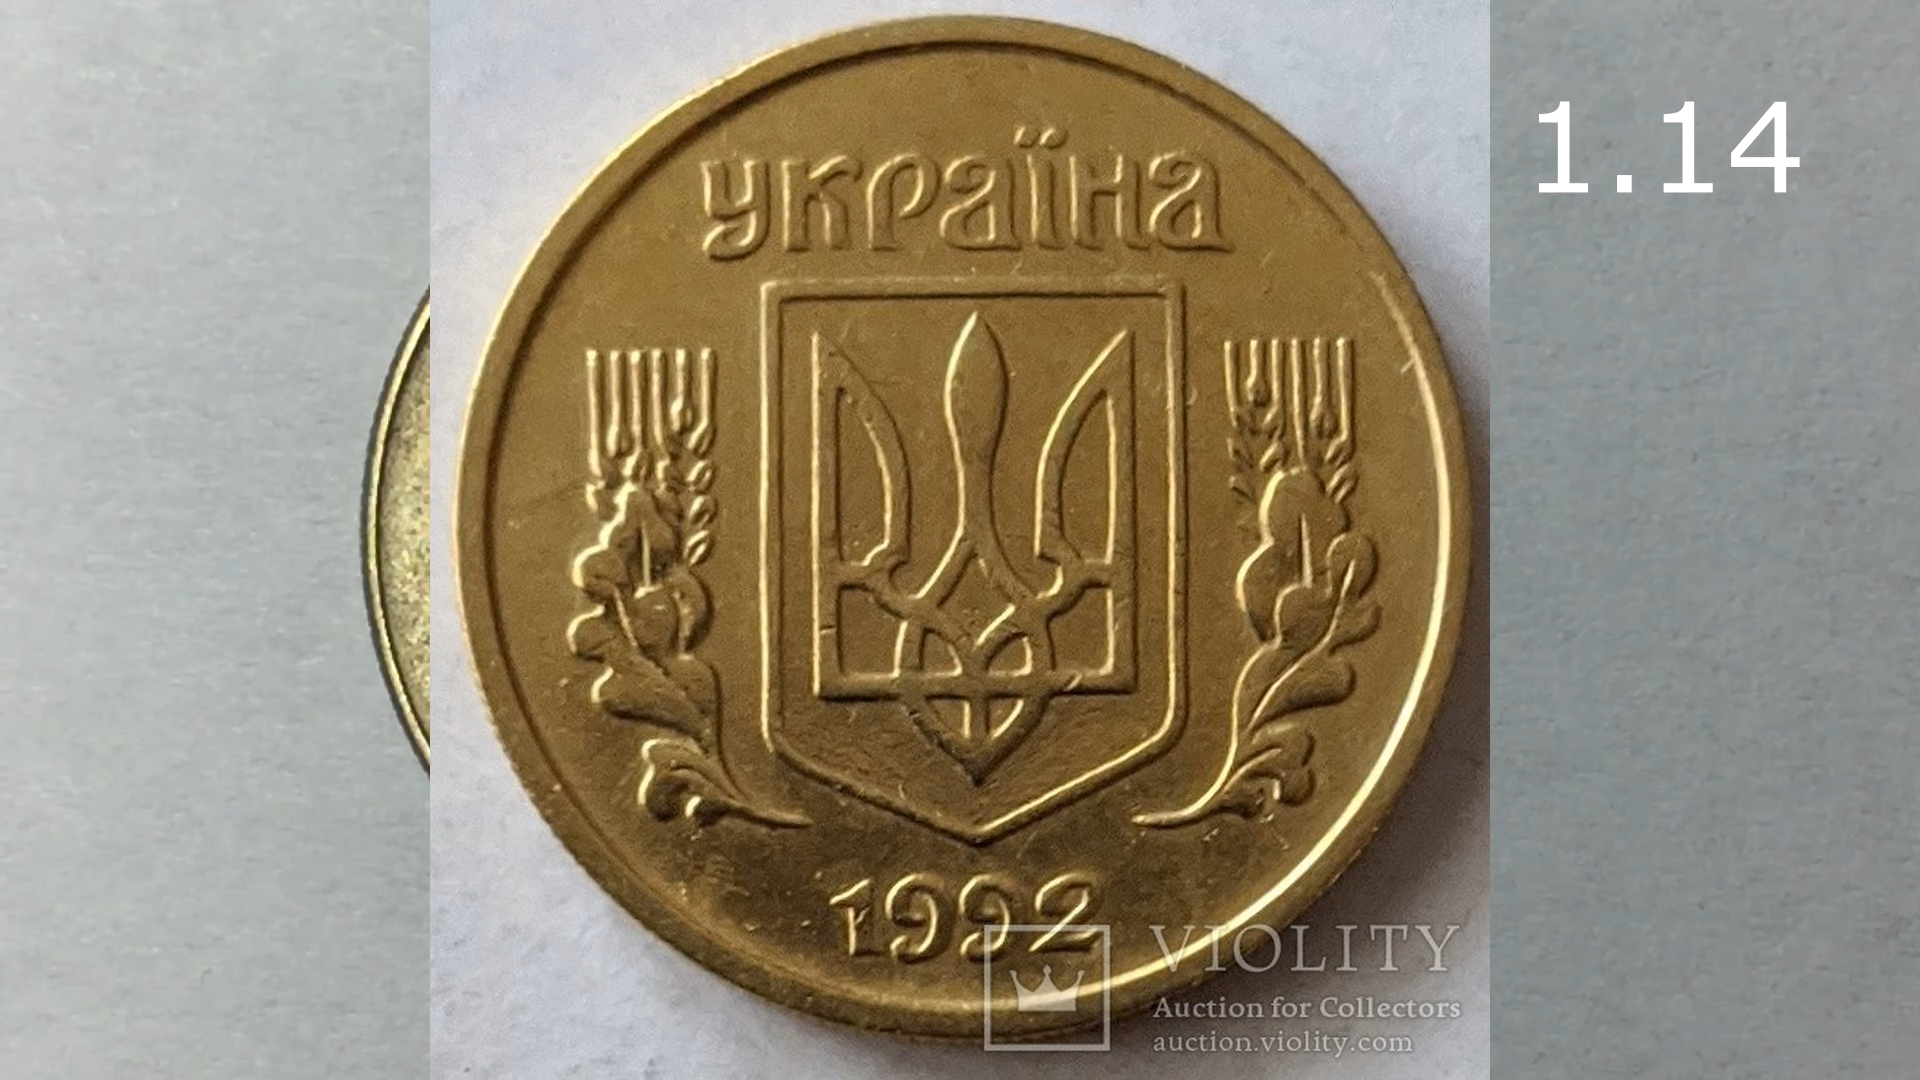 україна
1992
1.14
VIOLITY
Auction for Collectors
auction.violity.com